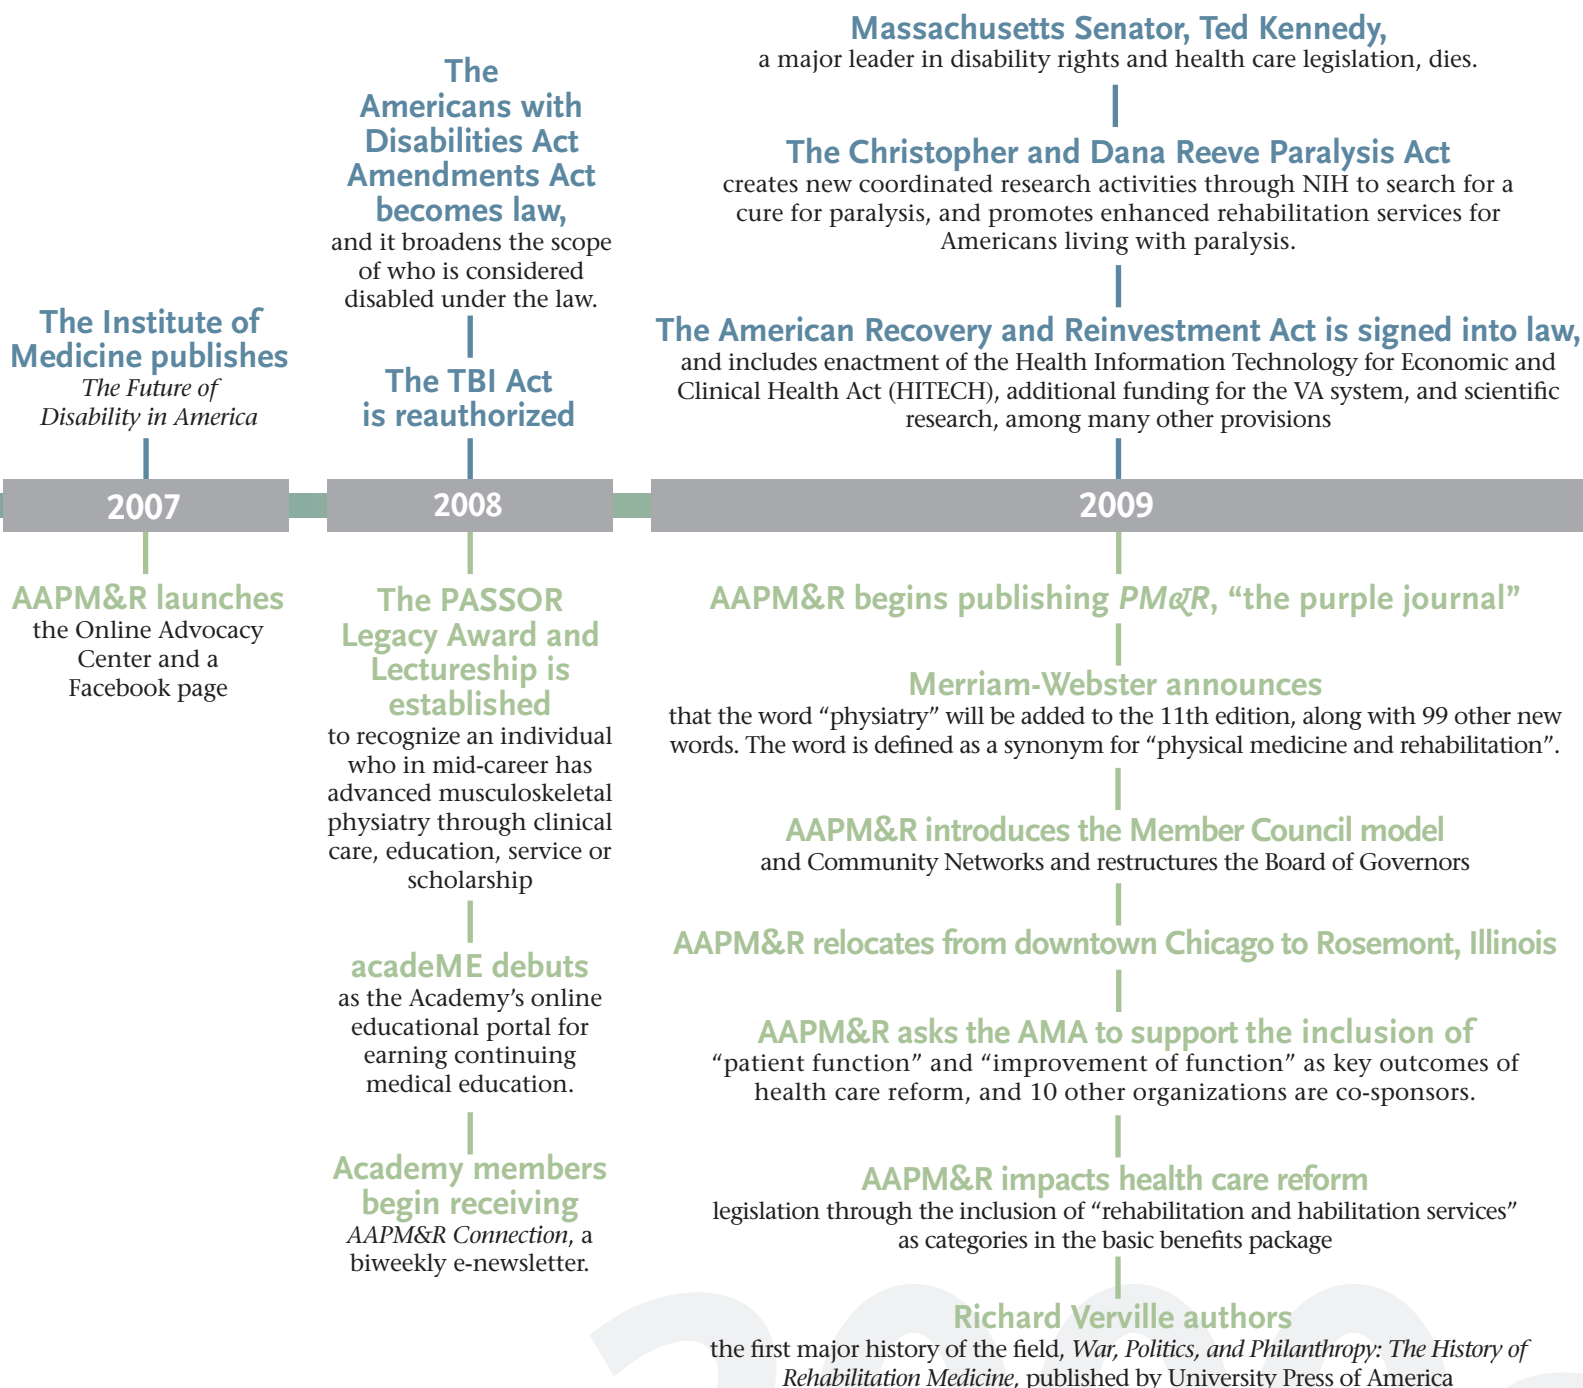 The Institute of
Medicine publishes
The Future of
Disability in America
2007
AAPM&R launches
the Online Advocacy
Center and a
Facebook page
The
Americans with
Disabilities Act
Amendments Act
becomes law,
and it broadens the scope
of who is considered
disabled under the law.
The TBI Act
is reauthorized
2008
The PASSOR
Legacy Award and
Lectureship is
established
to recognize an individual
who in mid-career has
advanced musculoskeletal
physiatry through clinical
care, education, service or
scholarship
acadeME debuts
as the Academy’s online
educational portal for
earning continuing
medical education.
Academy members
begin receiving
AAPM&R Connection, a
biweekly e-newsletter.
Massachusetts Senator, Ted Kennedy,
a major leader in disability rights and health care legislation, dies.
The Christopher and Dana Reeve Paralysis Act
creates new coordinated research activities through NIH to search for a
cure for paralysis, and promotes enhanced rehabilitation services for
Americans living with paralysis.
The American Recovery and Reinvestment Act is signed into law,
and includes enactment of the Health Information Technology for Economic and
Clinical Health Act (HITECH), additional funding for the VA system, and scientific
research, among many other provisions
2009
AAPM&R begins publishing PM&R, “the purple journal”
Merriam-Webster announces
that the word “physiatry” will be added to the 11th edition, along with 99 other new
words. The word is defined as a synonym for “physical medicine and rehabilitation”.
AAPM&R introduces the Member Council model
and Community Networks and restructures the Board of Governors
AAPM&R relocates from downtown Chicago to Rosemont, Illinois
AAPM&R asks the AMA to support the inclusion of
“patient function” and “improvement of function” as key outcomes of
health care reform, and 10 other organizations are co-sponsors.
AAPM&R impacts health care reform
legislation through the inclusion of “rehabilitation and habilitation services”
as categories in the basic benefits package
Richard Verville authors
the first major history of the field, War, Politics, and Philanthropy: The History of
Rehabilitation Medicine, published by University Press of America